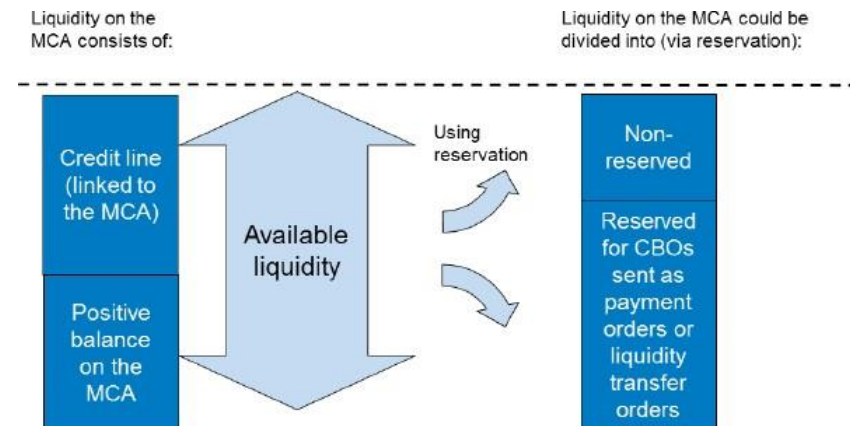 Liquidity on the
MCA consists of:
Liquidity on the MCA could be
divided into (via reservation):
Credit line
(linked to
the MCA)
Positive
balance
on the
MCA
Available
liquidity
Using
reservation
Non-
reserved
Reserved
for CBOs
sent as
payment
orders or
liquidity
transfer
orders